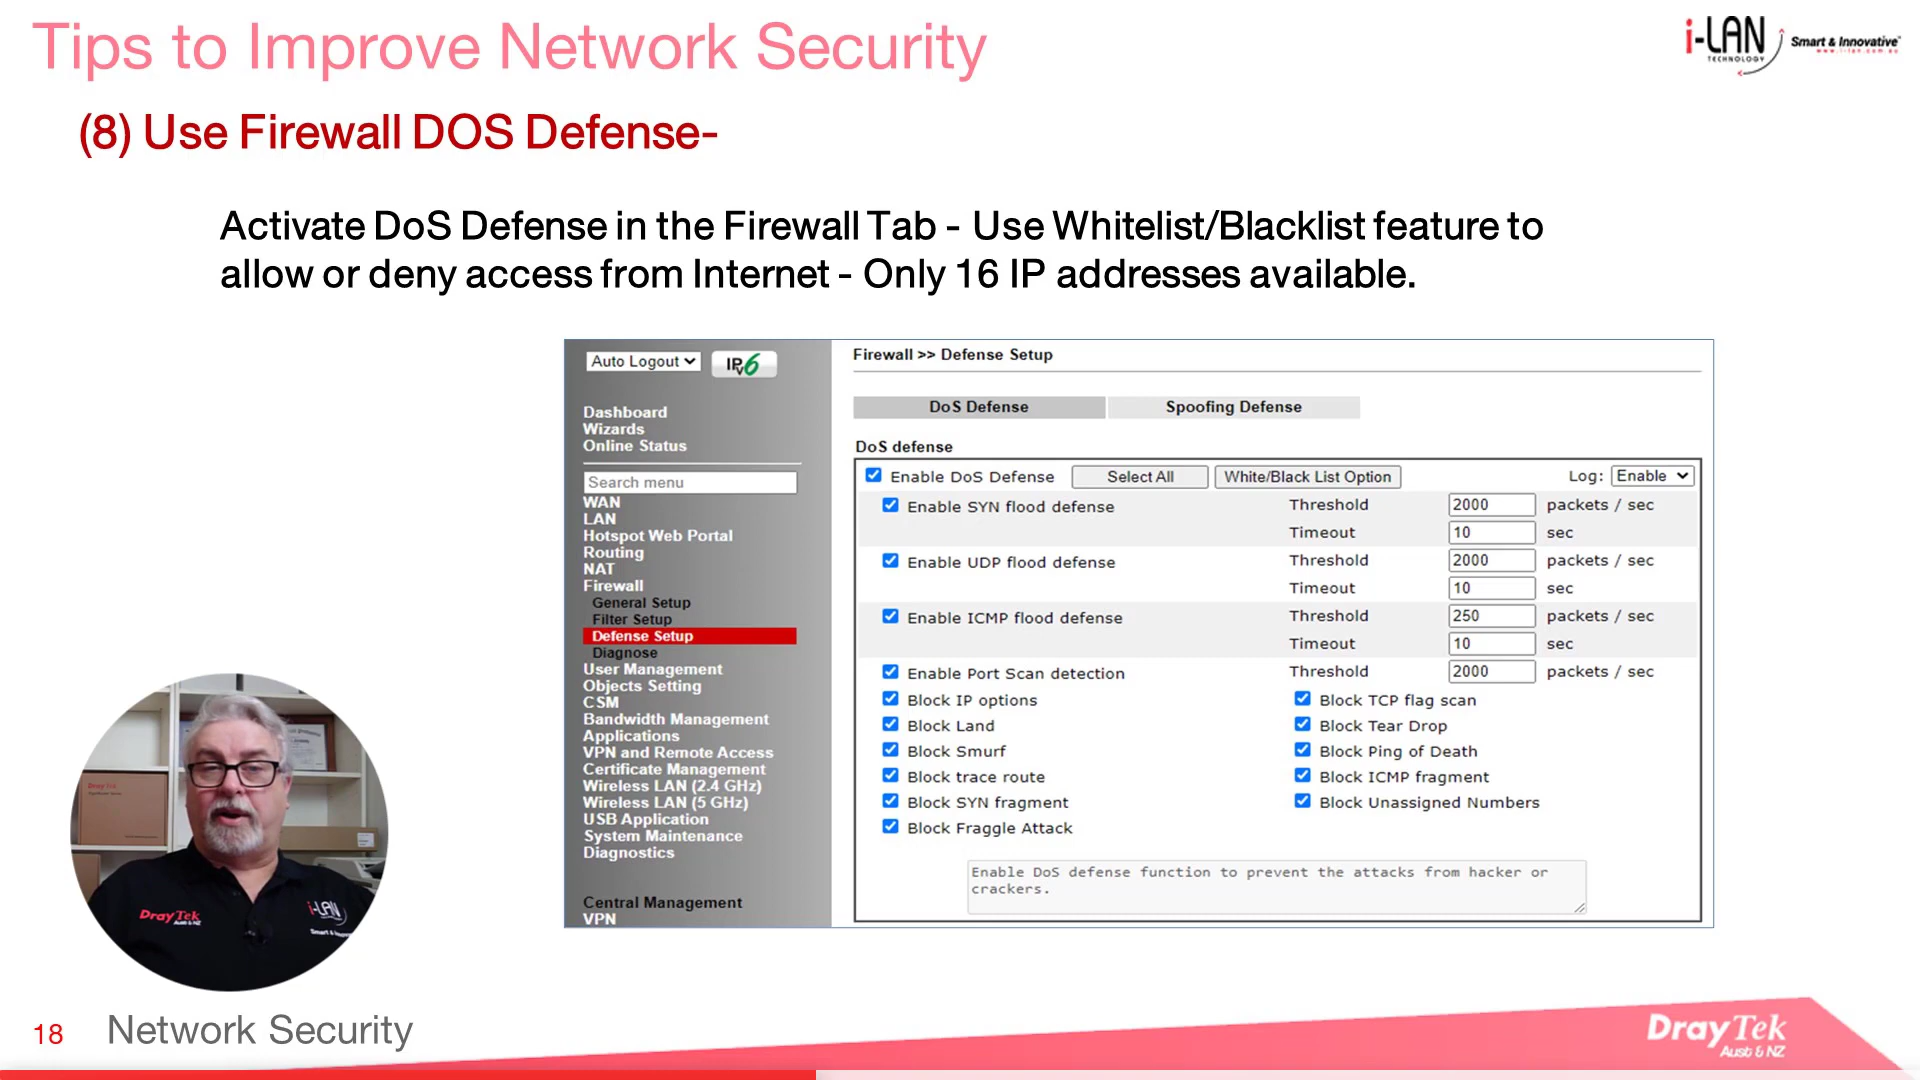 Tips to Improve Network Security
i-LAN
TECHNOLOGY
Smart & Innovative™
www.i-lan.com.au
(8) Use Firewall DOS Defense-
Activate DoS Defense in the Firewall Tab - Use Whitelist/Blacklist feature to
allow or deny access from Internet - Only 16 IP addresses available.
Auto Logout
IPv6
Dashboard
Wizards
Online Status
Search menu
WAN
LAN
Hotspot Web Portal
Routing
NAT
Firewall
General Setup
Filter Setup
Defense Setup
Diagnose
User Management
Objects Setting
CSM
Bandwidth Management
Applications
VPN and Remote Access
Certificate Management
Wireless LAN (2.4 GHz)
Wireless LAN (5 GHz)
USB Application
System Maintenance
Diagnostics
Central Management
VPN
Firewall >> Defense Setup
DoS Defense Spoofing Defense
DoS defense
Enable DoS Defense Select All White/Black List Option Log: Enable
Enable SYN flood defense Threshold 2000 packets / sec
Timeout 10 sec
Enable UDP flood defense Threshold 2000 packets / sec
Timeout 10 sec
Enable ICMP flood defense Threshold 250 packets / sec
Timeout 10 sec
Enable Port Scan detection Threshold 2000 packets / sec
Block IP options Block TCP flag scan
Block Land Block Tear Drop
Block Smurf Block Ping of Death
Block trace route Block ICMP fragment
Block SYN fragment Block Unassigned Numbers
Block Fraggle Attack
Enable DoS defense function to prevent the attacks from hacker or
crackers.
DrayTek
DrayTek
Aust & NZ
i-LAN
18 Network Security
DrayTek
Aust & NZ